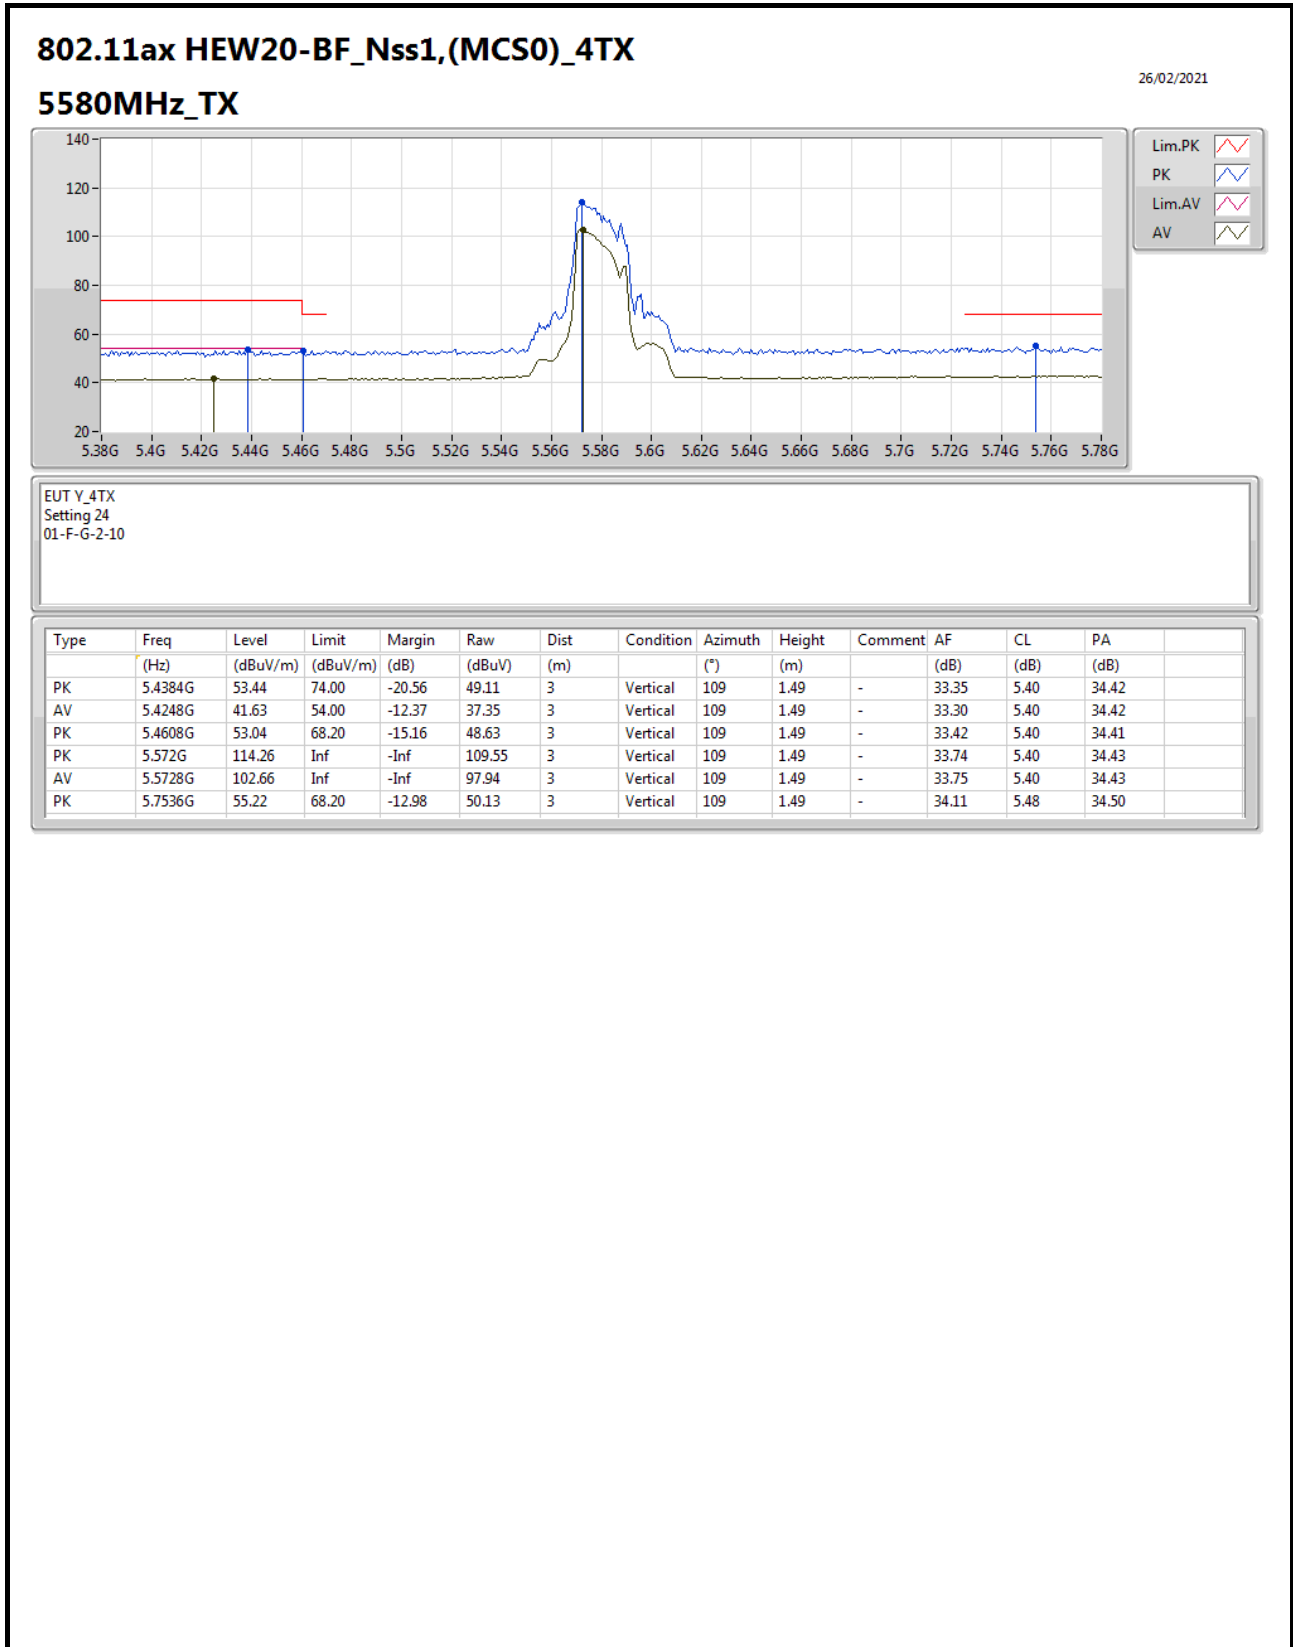 802.11ax HEW20-BF_Nss1,(MCS0)_4TX
26/02/2021
5580MHz_TX
140
120
100
80
60
40
20
5.38G 5.4G 5.42G 5.44G 5.46G 5.48G 5.5G 5.52G 5.54G 5.56G 5.58G 5.6G 5.62G 5.64G 5.66G 5.68G 5.7G 5.72G 5.74G 5.76G 5.78G
Lim.PK
PK
Lim.AV
AV
EUT Y_4TX
Setting 24
01-F-G-2-10
Type Freq Level Limit Margin Raw Dist Condition Azimuth Height Comment AF CL PA
(Hz) (dBuV/m) (dBuV/m) (dB) (dBuV) (m) (°) (m) (dB) (dB) (dB)
PK 5.4384G 53.44 74.00 -20.56 49.11 3 Vertical 109 1.49 - 33.35 5.40 34.42
AV 5.4248G 41.63 54.00 -12.37 37.35 3 Vertical 109 1.49 - 33.30 5.40 34.42
PK 5.4608G 53.04 68.20 -15.16 48.63 3 Vertical 109 1.49 - 33.42 5.40 34.41
PK 5.572G 114.26 Inf -Inf 109.55 3 Vertical 109 1.49 - 33.74 5.40 34.43
AV 5.5728G 102.66 Inf -Inf 97.94 3 Vertical 109 1.49 - 33.75 5.40 34.43
PK 5.7536G 55.22 68.20 -12.98 50.13 3 Vertical 109 1.49 - 34.11 5.48 34.50